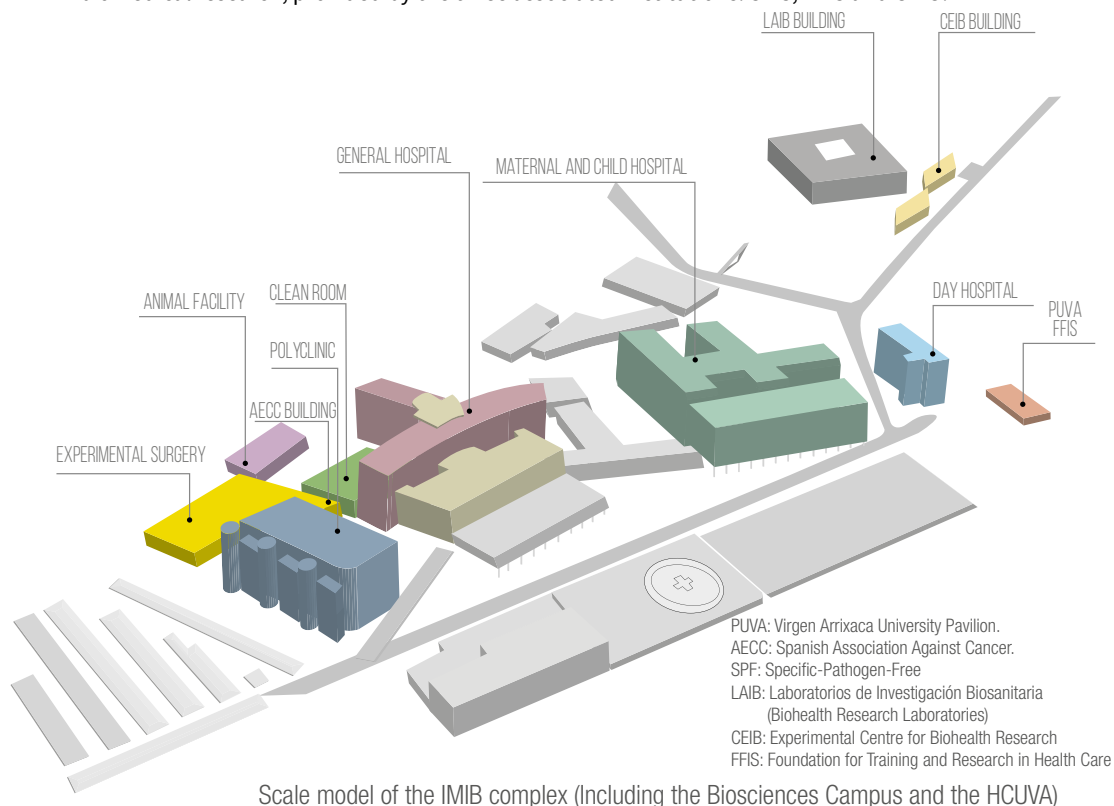 LAIB BUILDING
CEIB BUILDING
GENERAL HOSPITAL
MATERNAL AND CHILD HOSPITAL
ANIMAL FACILITY
CLEAN ROOM
DAY HOSPITAL
PUVA
FFIS
POLYCLINIC
AECC BUILDING
EXPERIMENTAL SURGERY
PUVA: Virgen Arrixaca University Pavilion.
AECC: Spanish Association Against Cancer.
SPF: Specific-Pathogen-Free
LAIB: Laboratorios de Investigación Biosanitaria
(Biohealth Research Laboratories)
CEIB: Experimental Centre for Biohealth Research
FFIS: Foundation for Training and Research in Health Care
Scale model of the IMIB complex (Including the Biosciences Campus and the HCUVA)